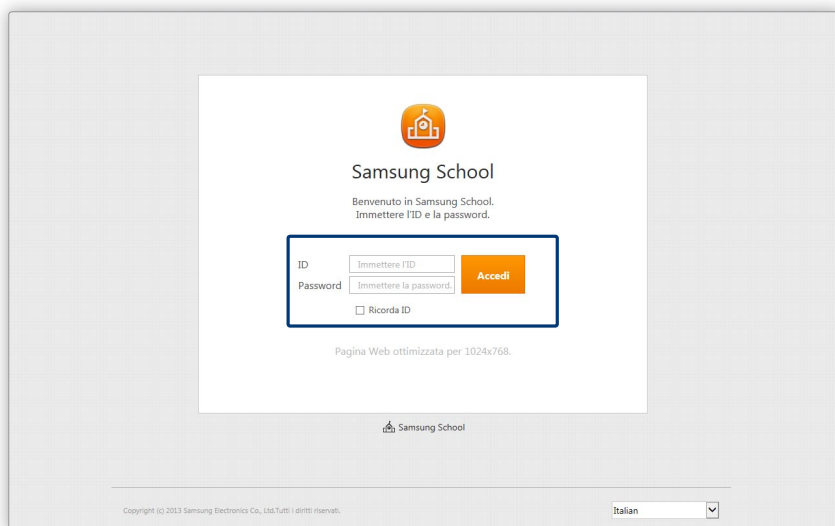 Samsung School
Benvenuto in Samsung School.
Immettere l'ID e la password.
ID
Immettere l'ID
Password
Immettere la password.
Accedi
Ricorda ID
Pagina Web ottimizzata per 1024x768.
Samsung School
Copyright (c) 2013 Samsung Electronics Co., Ltd.Tutti i diritti riservati.
Italian